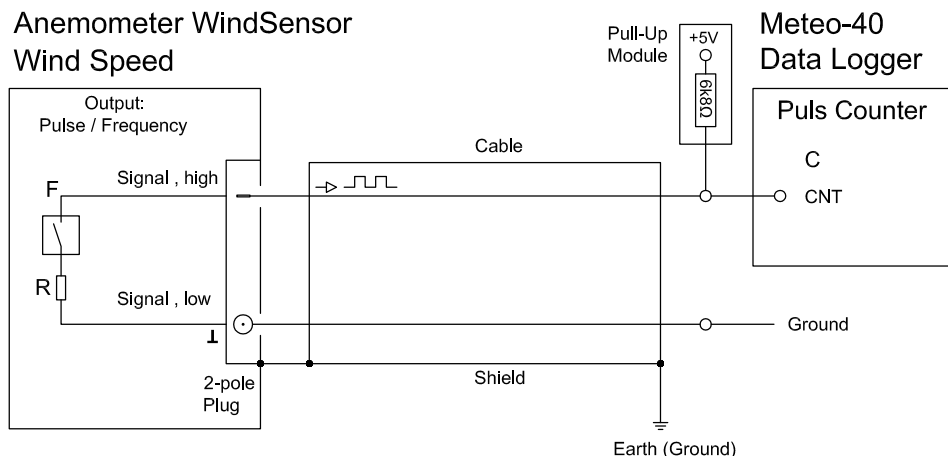 Anemometer WindSensor
Wind Speed
Output:
Pulse / Frequency
Signal , high
F
R
Signal , low
2-pole
Plug
Cable
Shield
Earth (Ground)
Pull-Up
Module
+5V
6k8Ω
Meteo-40
Data Logger
Puls Counter
C
CNT
Ground